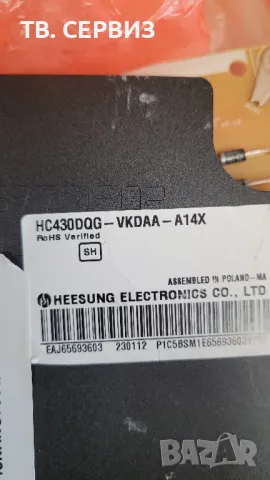 ТВ. СЕРВИЗ
HC430DQG-VKDAA-A14X
RoHS Verified
SH
ASSEMBLED IN POLAND-MA
HEESUNG ELECTRONICS CO., LTD
EAJ65693603 230112